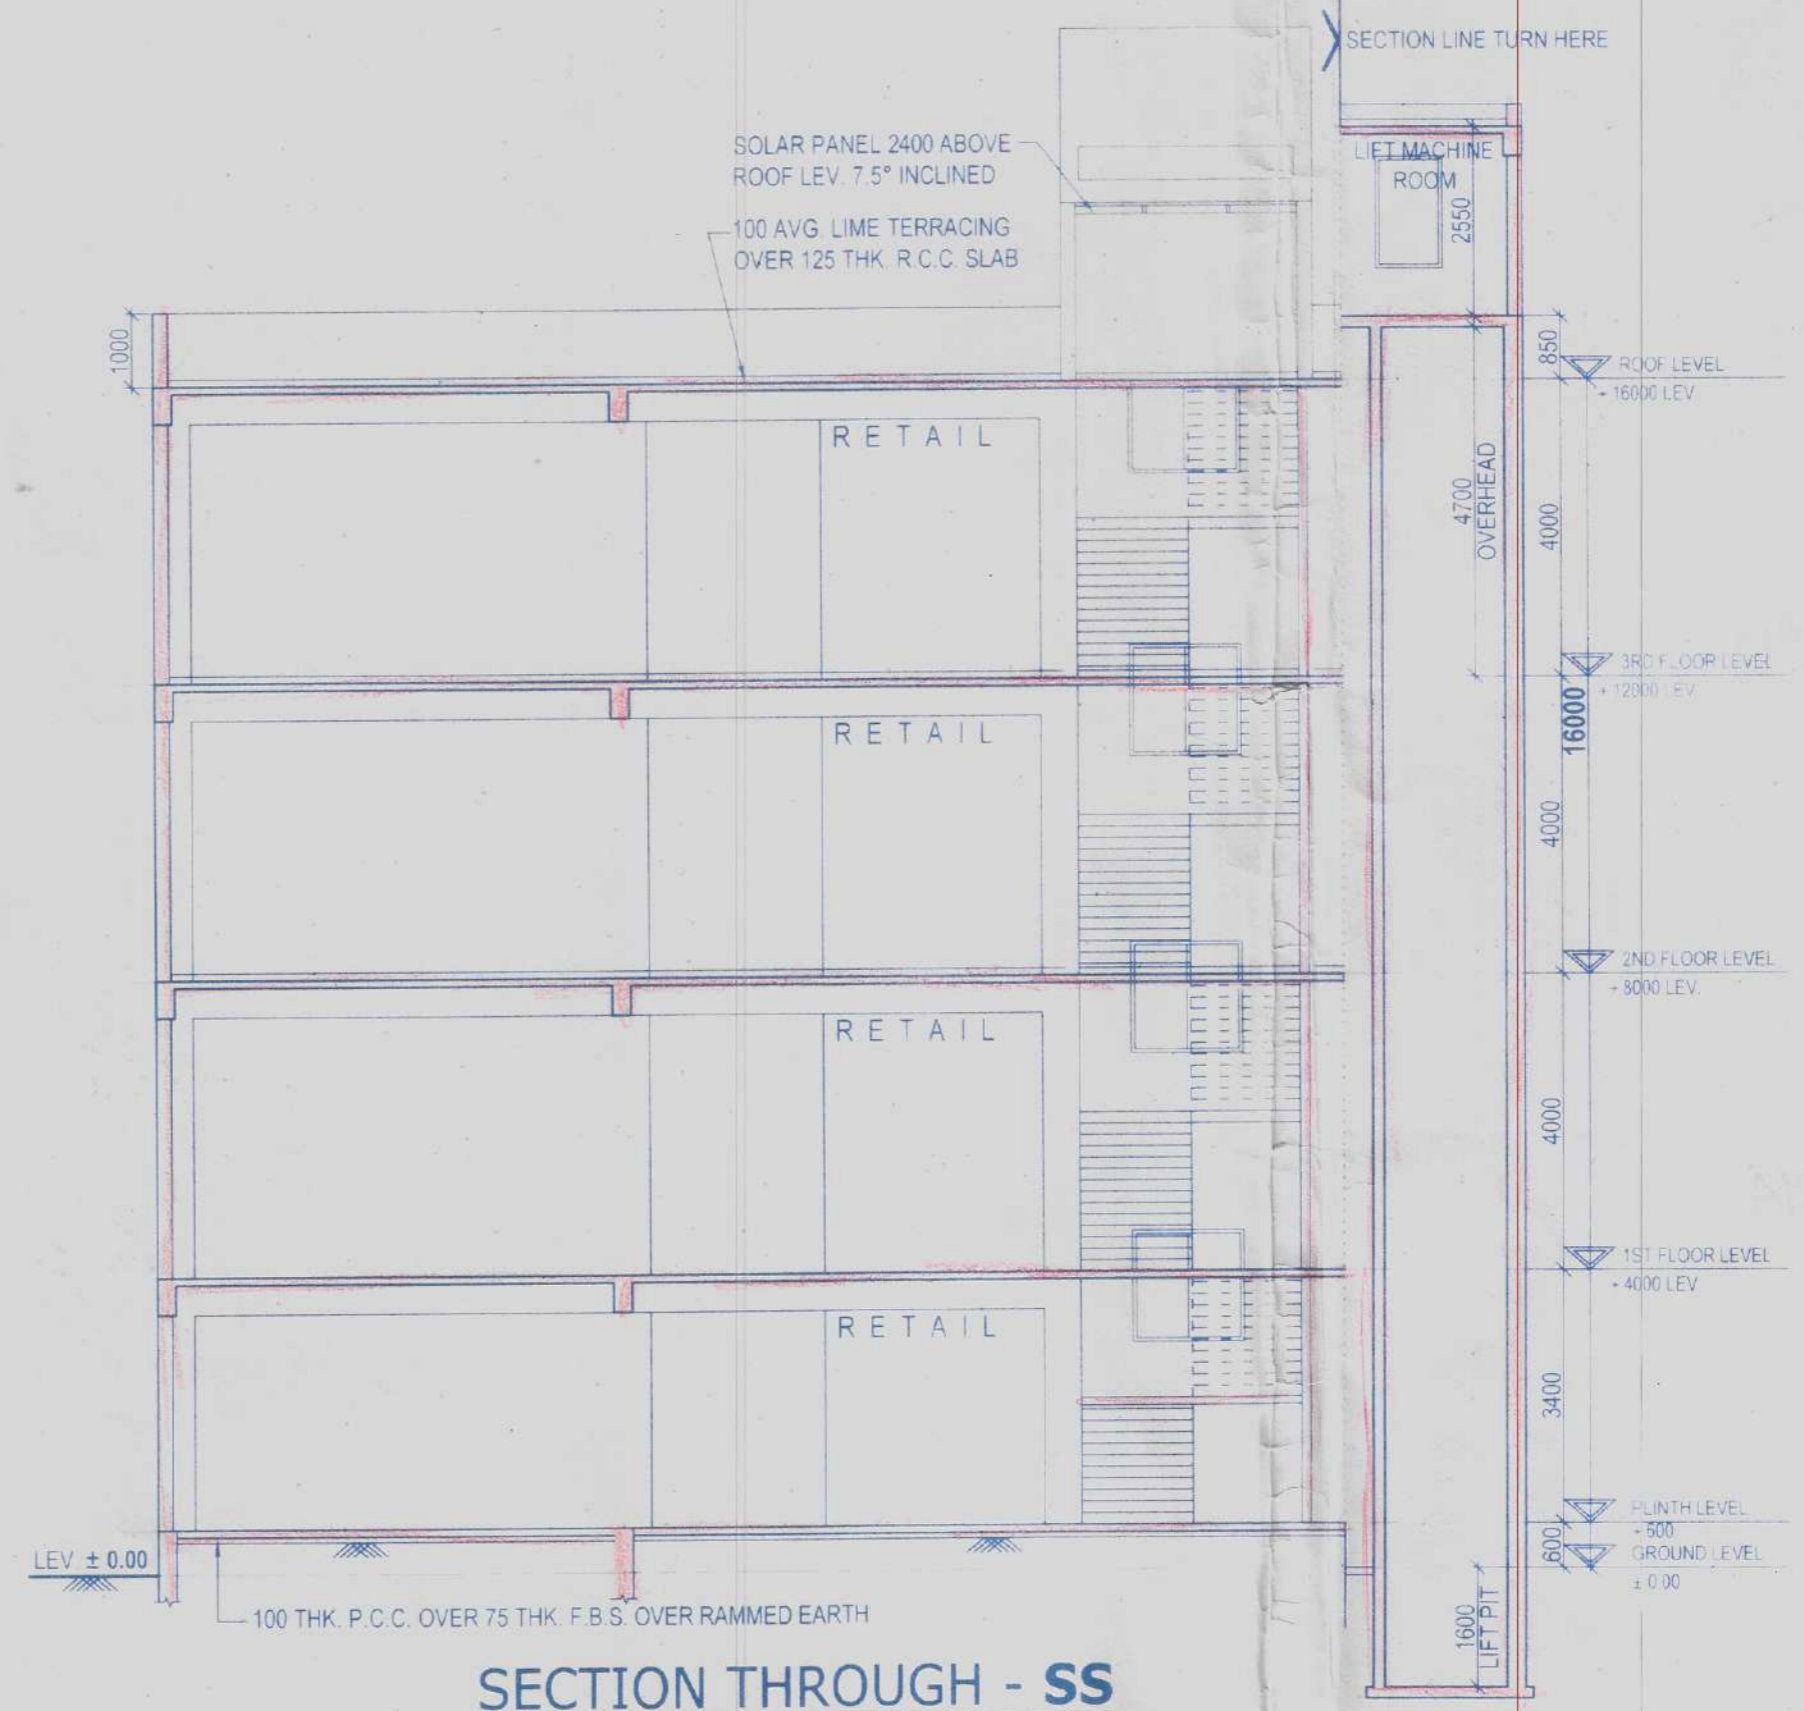 SECTION LINE TURN HERE
SOLAR PANEL 2400 ABOVE
ROOF LEV. 7.5° INCLINED
LIFT MACHINE
ROOM
2550
100 AVG. LIME TERRACING
OVER 125 THK. R.C.C. SLAB
1000
850
ROOF LEVEL
+ 16000 LEV
RETAIL
4700
OVERHEAD
4000
3RD FLOOR LEVEL
+ 12000 LEV
16000
RETAIL
4000
2ND FLOOR LEVEL
+ 8000 LEV.
RETAIL
4000
1ST FLOOR LEVEL
+ 4000 LEV
RETAIL
3400
PLINTH LEVEL
+ 600
600
GROUND LEVEL
± 0.00
LEV ± 0.00
100 THK. P.C.C. OVER 75 THK. F.B.S. OVER RAMMED EARTH
1600
LIFT PIT
SECTION THROUGH - SS